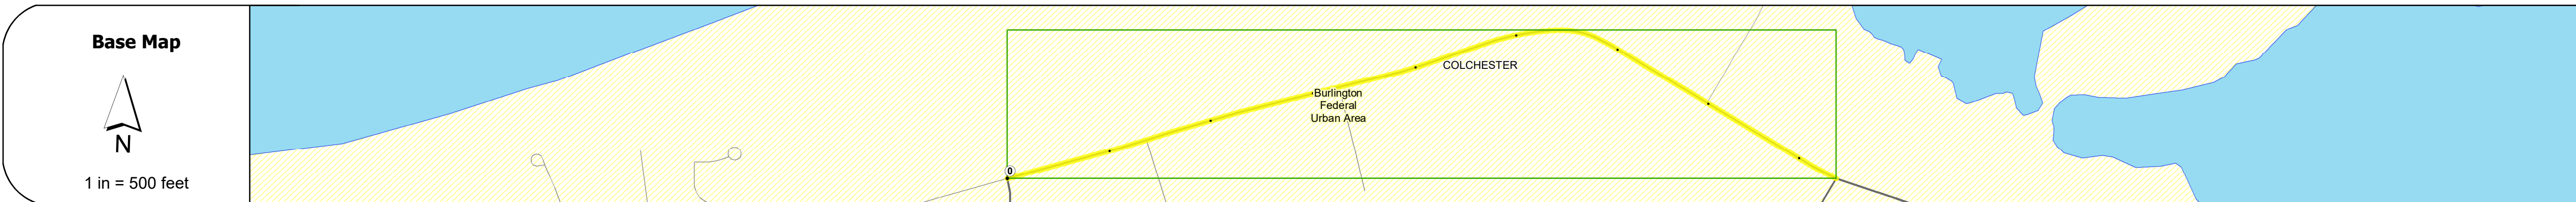 Base Map
N
1 in = 500 feet
COLCHESTER
Burlington
Federal
Urban Area
0